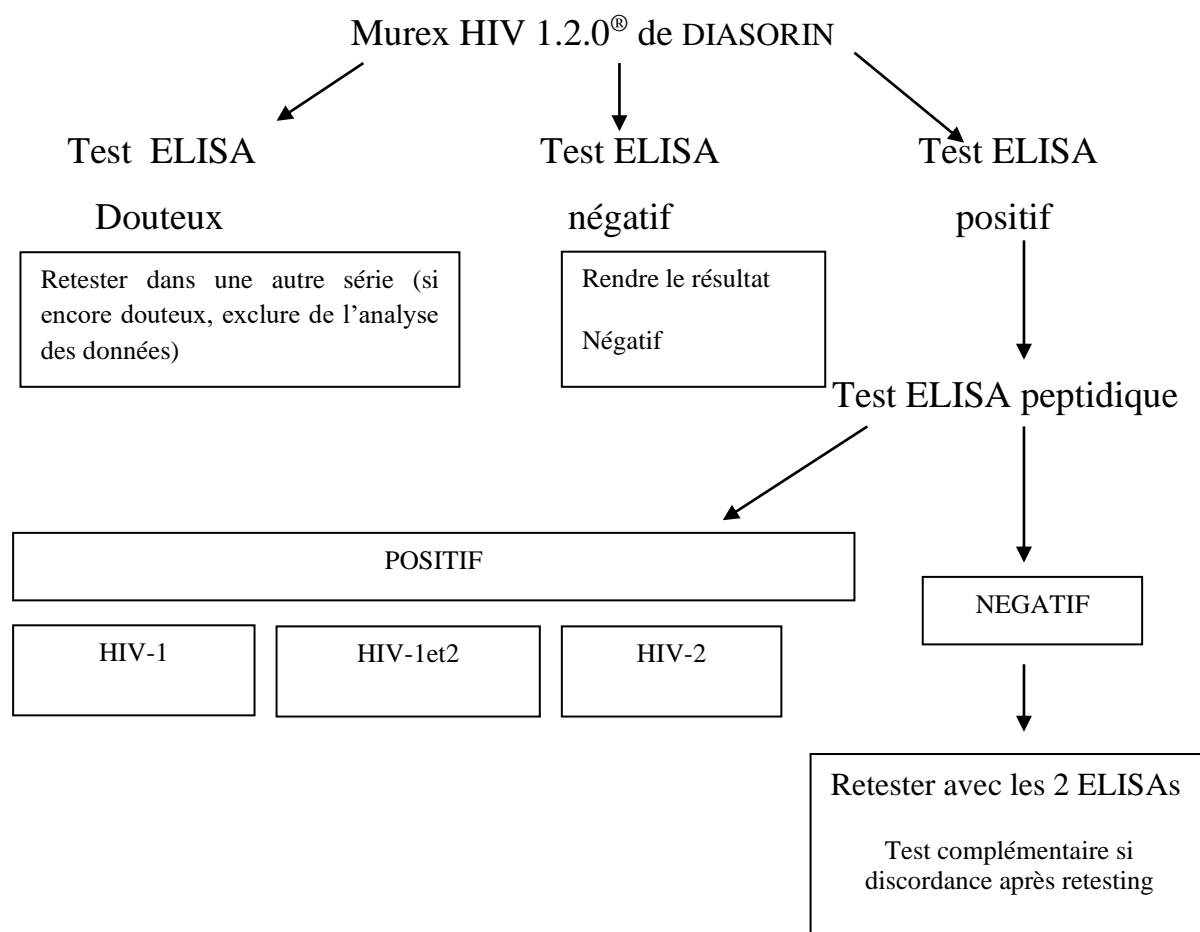 Murex HIV 1.2.0® de DIASORIN
Test ELISA
Douteux
Retester dans une autre série (si
encore douteux, exclure de l’analyse
des données)
Test ELISA
négatif
Rendre le résultat
Négatif
Test ELISA
positif
Test ELISA peptidique
POSITIF
HIV-1
HIV-1et2
HIV-2
NEGATIF
Retester avec les 2 ELISAs
Test complémentaire si
discordance après retesting